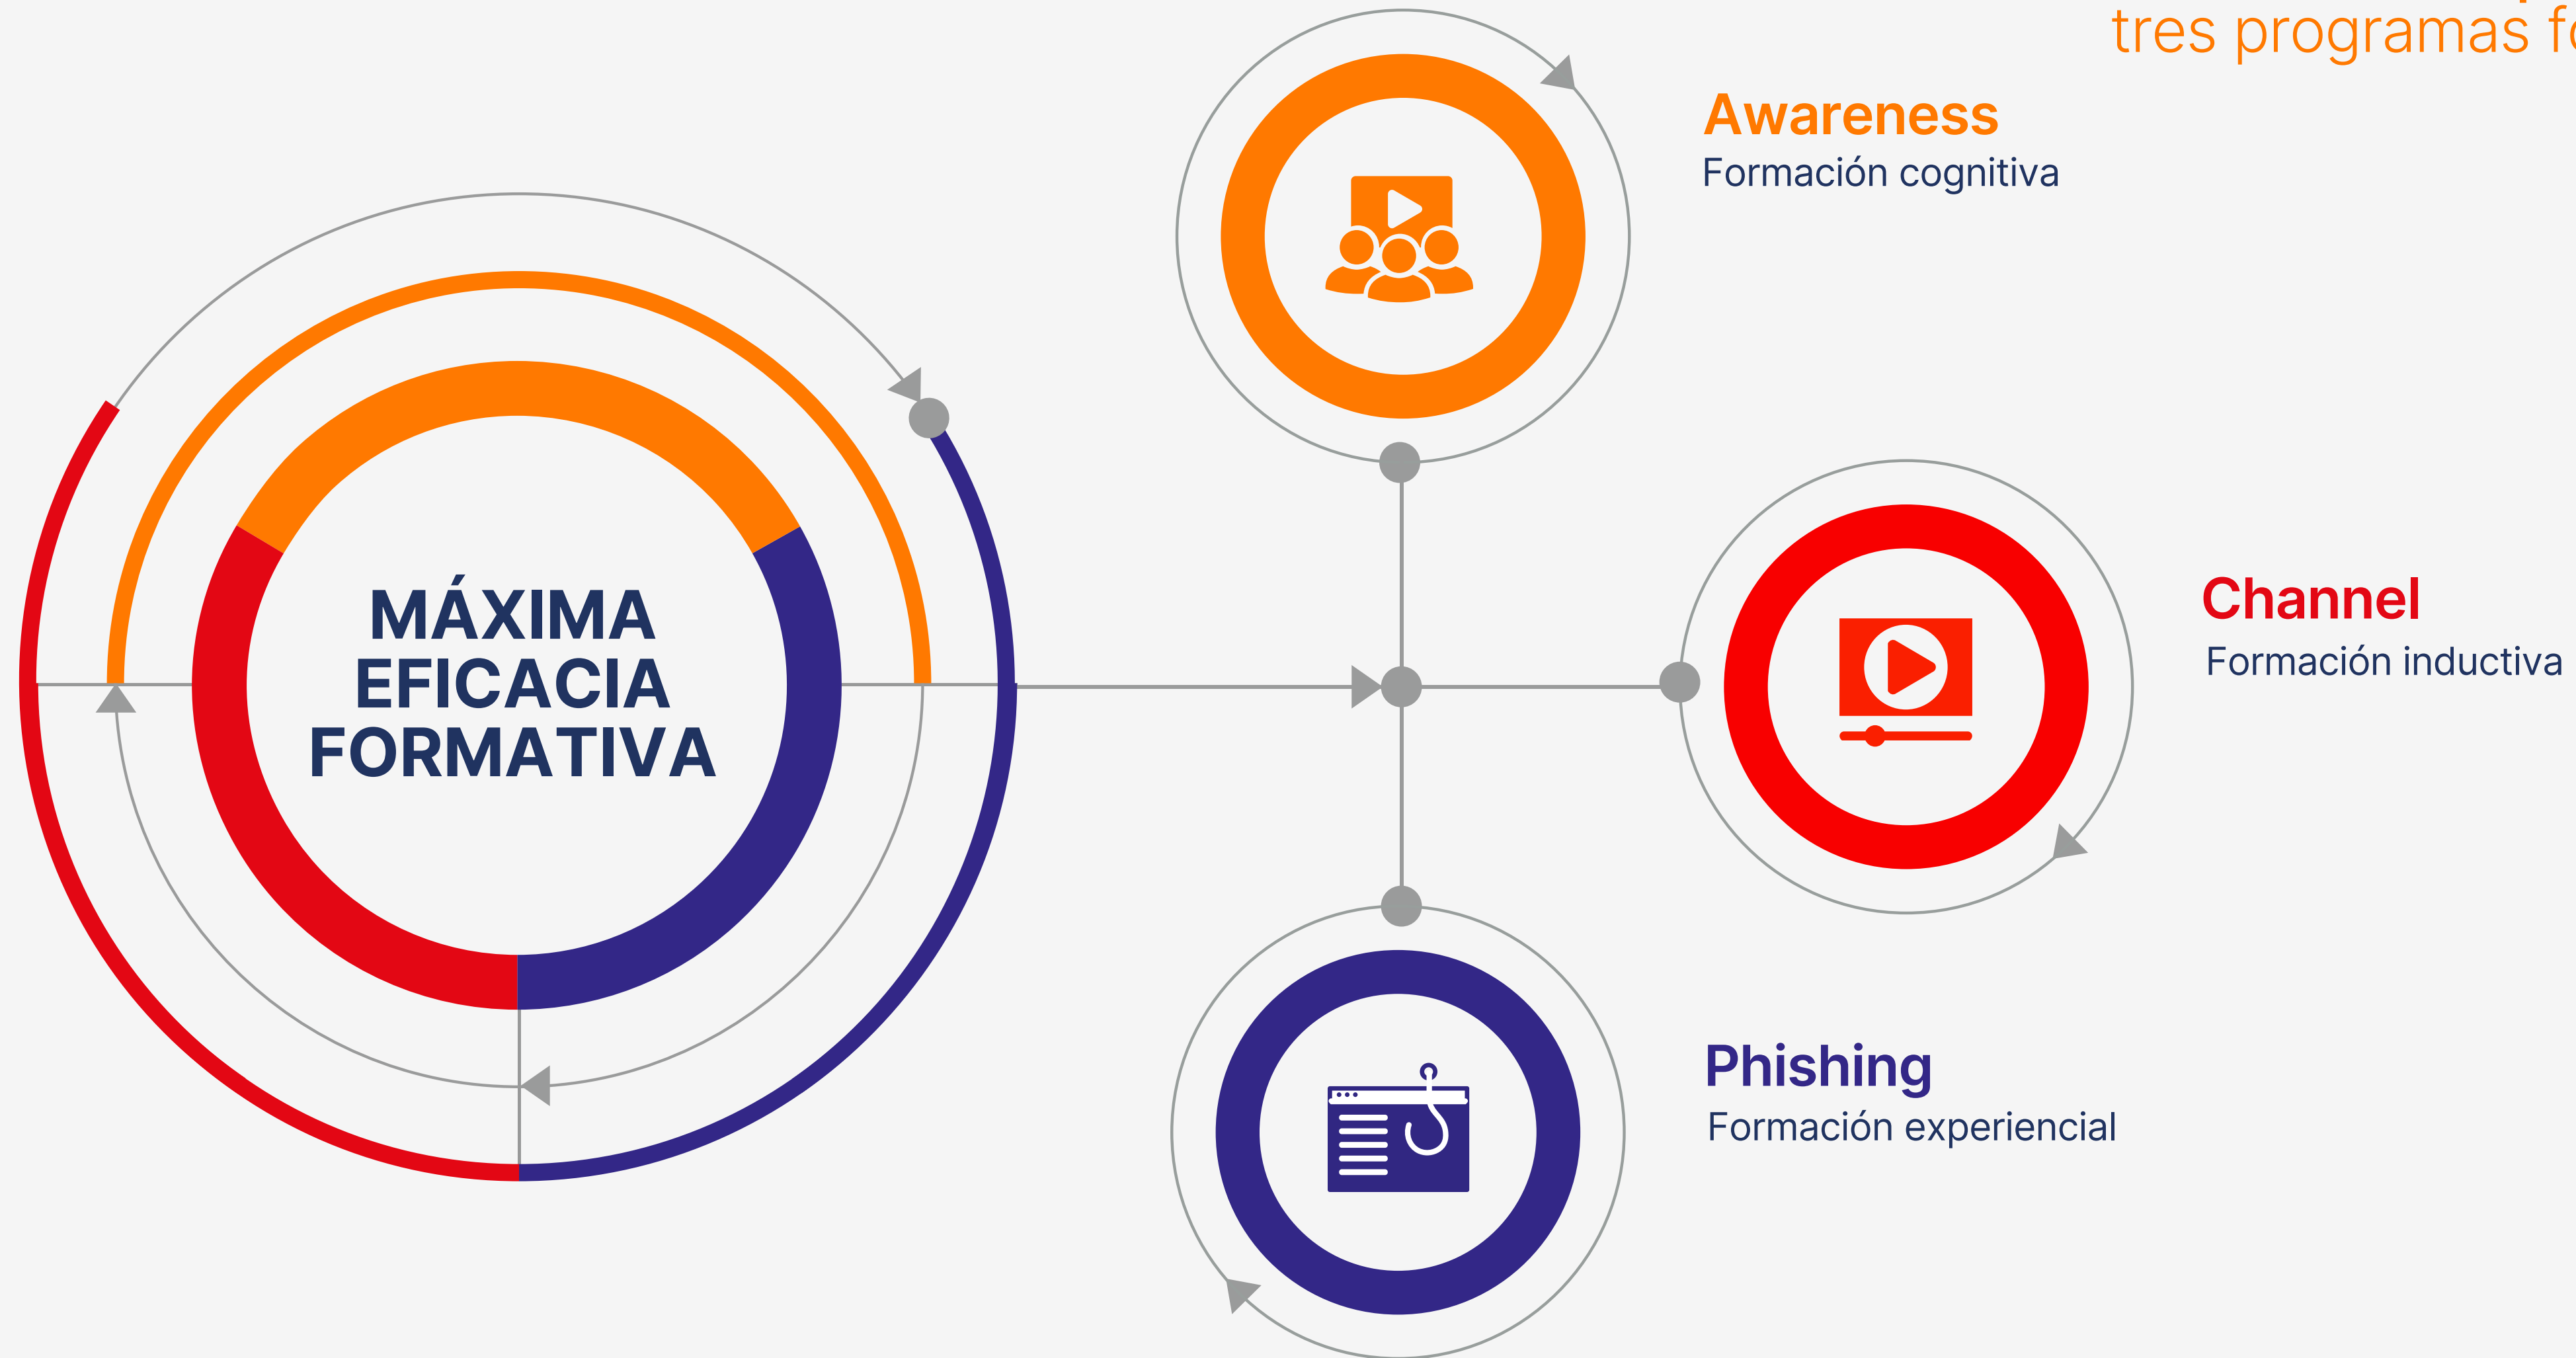 tres programas
Awareness
Formación cognitiva
MÁXIMA
EFICACIA
FORMATIVA
Channel
Formación inductiva
Phishing
Formación experiencial